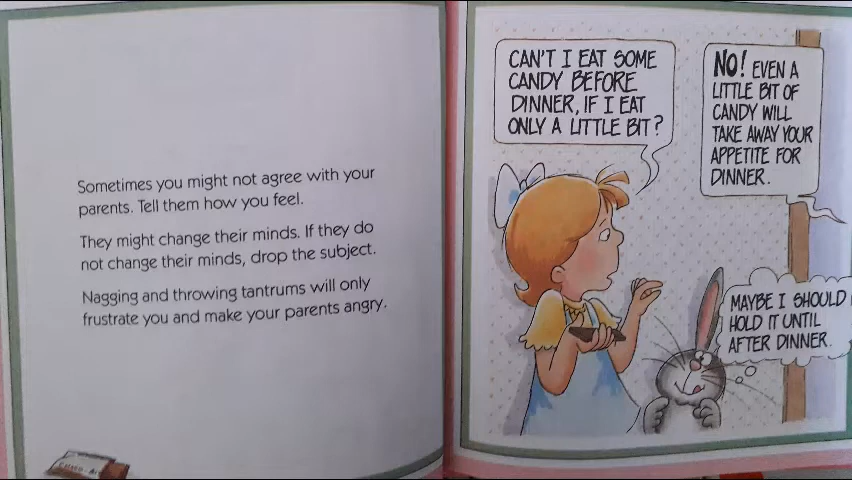 Sometimes you might not agree with your
parents. Tell them how you feel.
They might change their minds. If they do
not change their minds, drop the subject.
Nagging and throwing tantrums will only
frustrate you and make your parents angry.
CAN'T I EAT SOME
CANDY BEFORE
DINNER, IF I EAT
ONLY A LITTLE BIT?
NO! EVEN A
LITTLE BIT OF
CANDY WILL
TAKE AWAY YOUR
APPETITE FOR
DINNER.
MAYBE I SHOULD
HOLD IT UNTIL
AFTER DINNER.